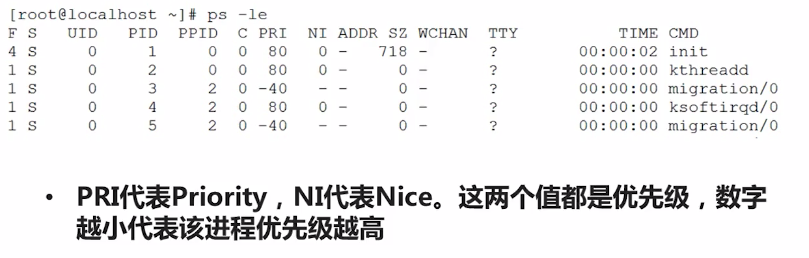 [root@localhost ~]# ps -le
F S UID PID PPID C PRI NI ADDR SZ WCHAN TTY TIME CMD
4 S 0 1 0 0 80 0 - 718 - ? 00:00:02 init
1 S 0 2 0 0 80 0 - 0 - ? 00:00:00 kthreadd
1 S 0 3 2 0 -40 - - 0 - ? 00:00:00 migration/0
1 S 0 4 2 0 80 0 - 0 - ? 00:00:00 ksoftirqd/0
1 S 0 5 2 0 -40 - - 0 - ? 00:00:00 migration/0
• PRI代表Priority，NI代表Nice。这两个值都是优先级，数字
越小代表该进程优先级越高